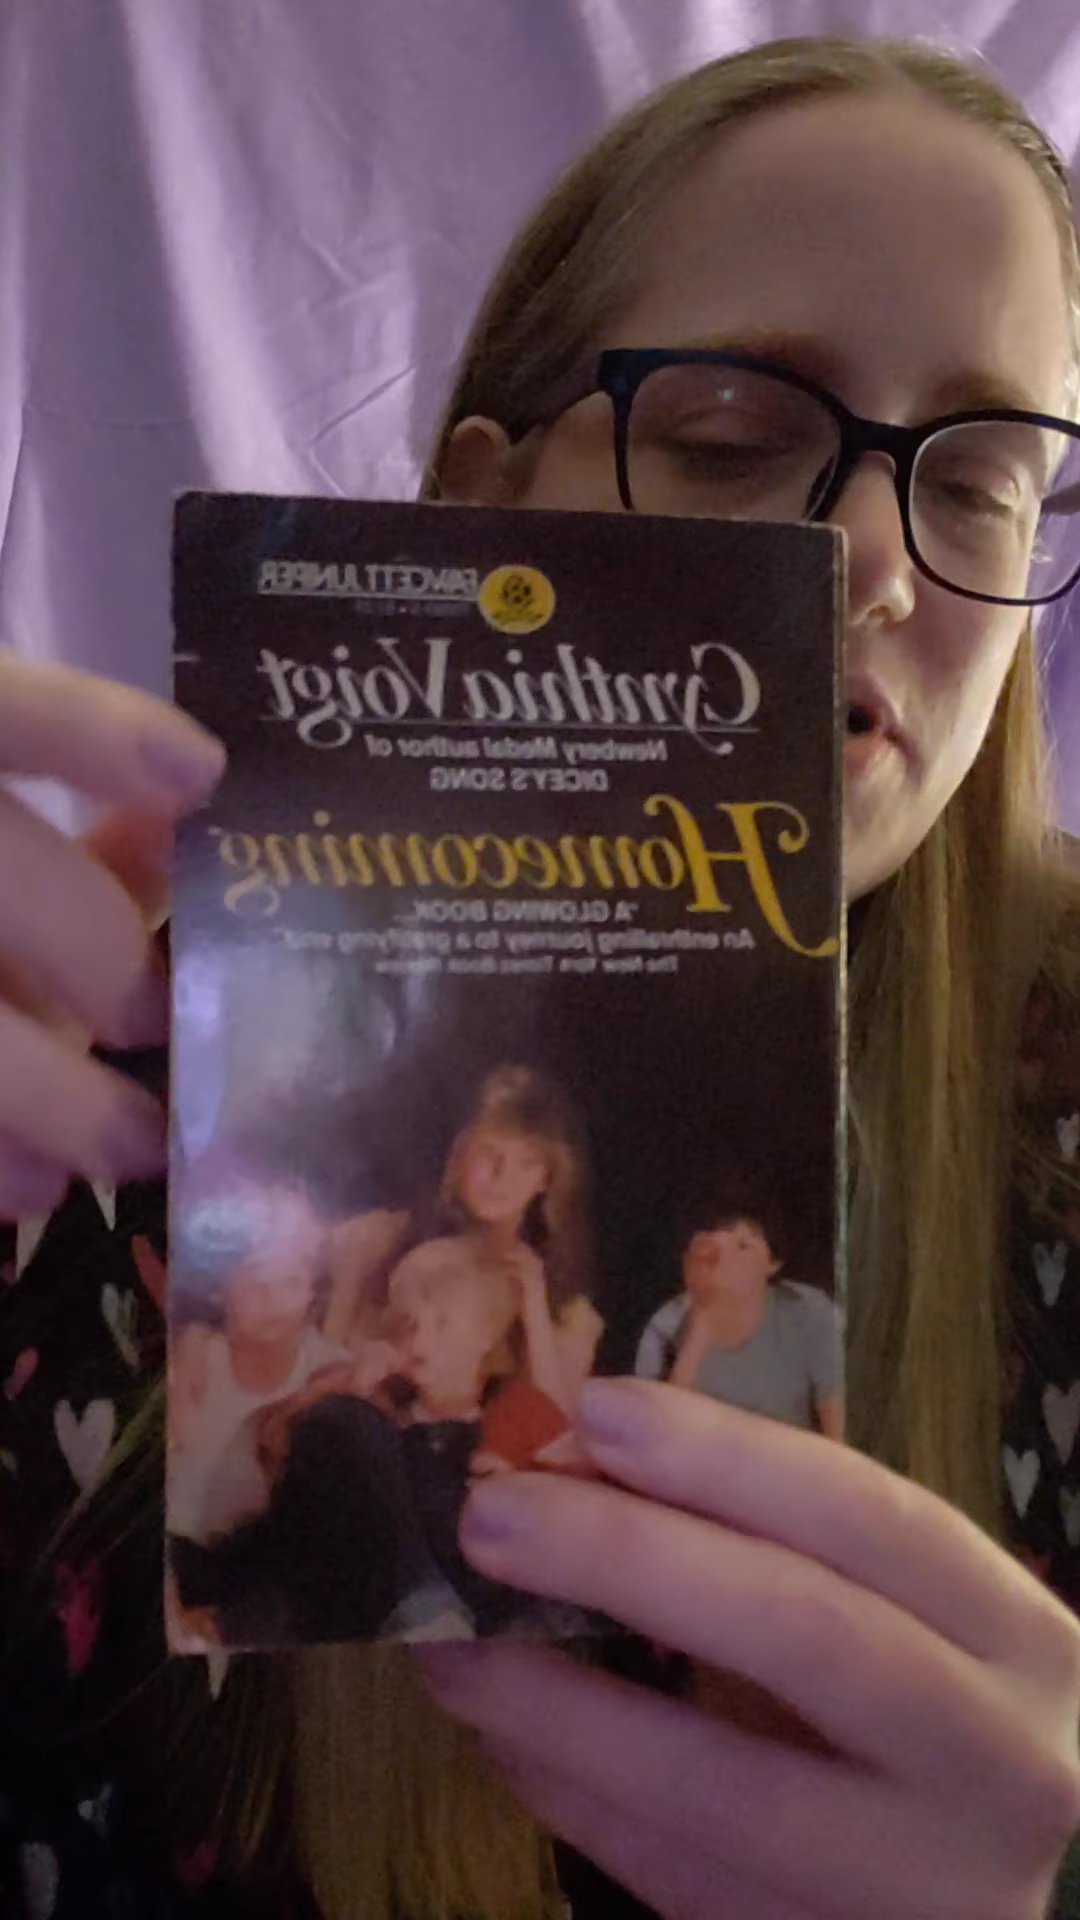 FAWCETT JUNIPER
Cynthia Voigt
Newbery Medal author of
DICEY'S SONG
Homecoming
"A GLOWING BOOK...
An enthralling journey to a gratifying end."
The New York Times Book Review